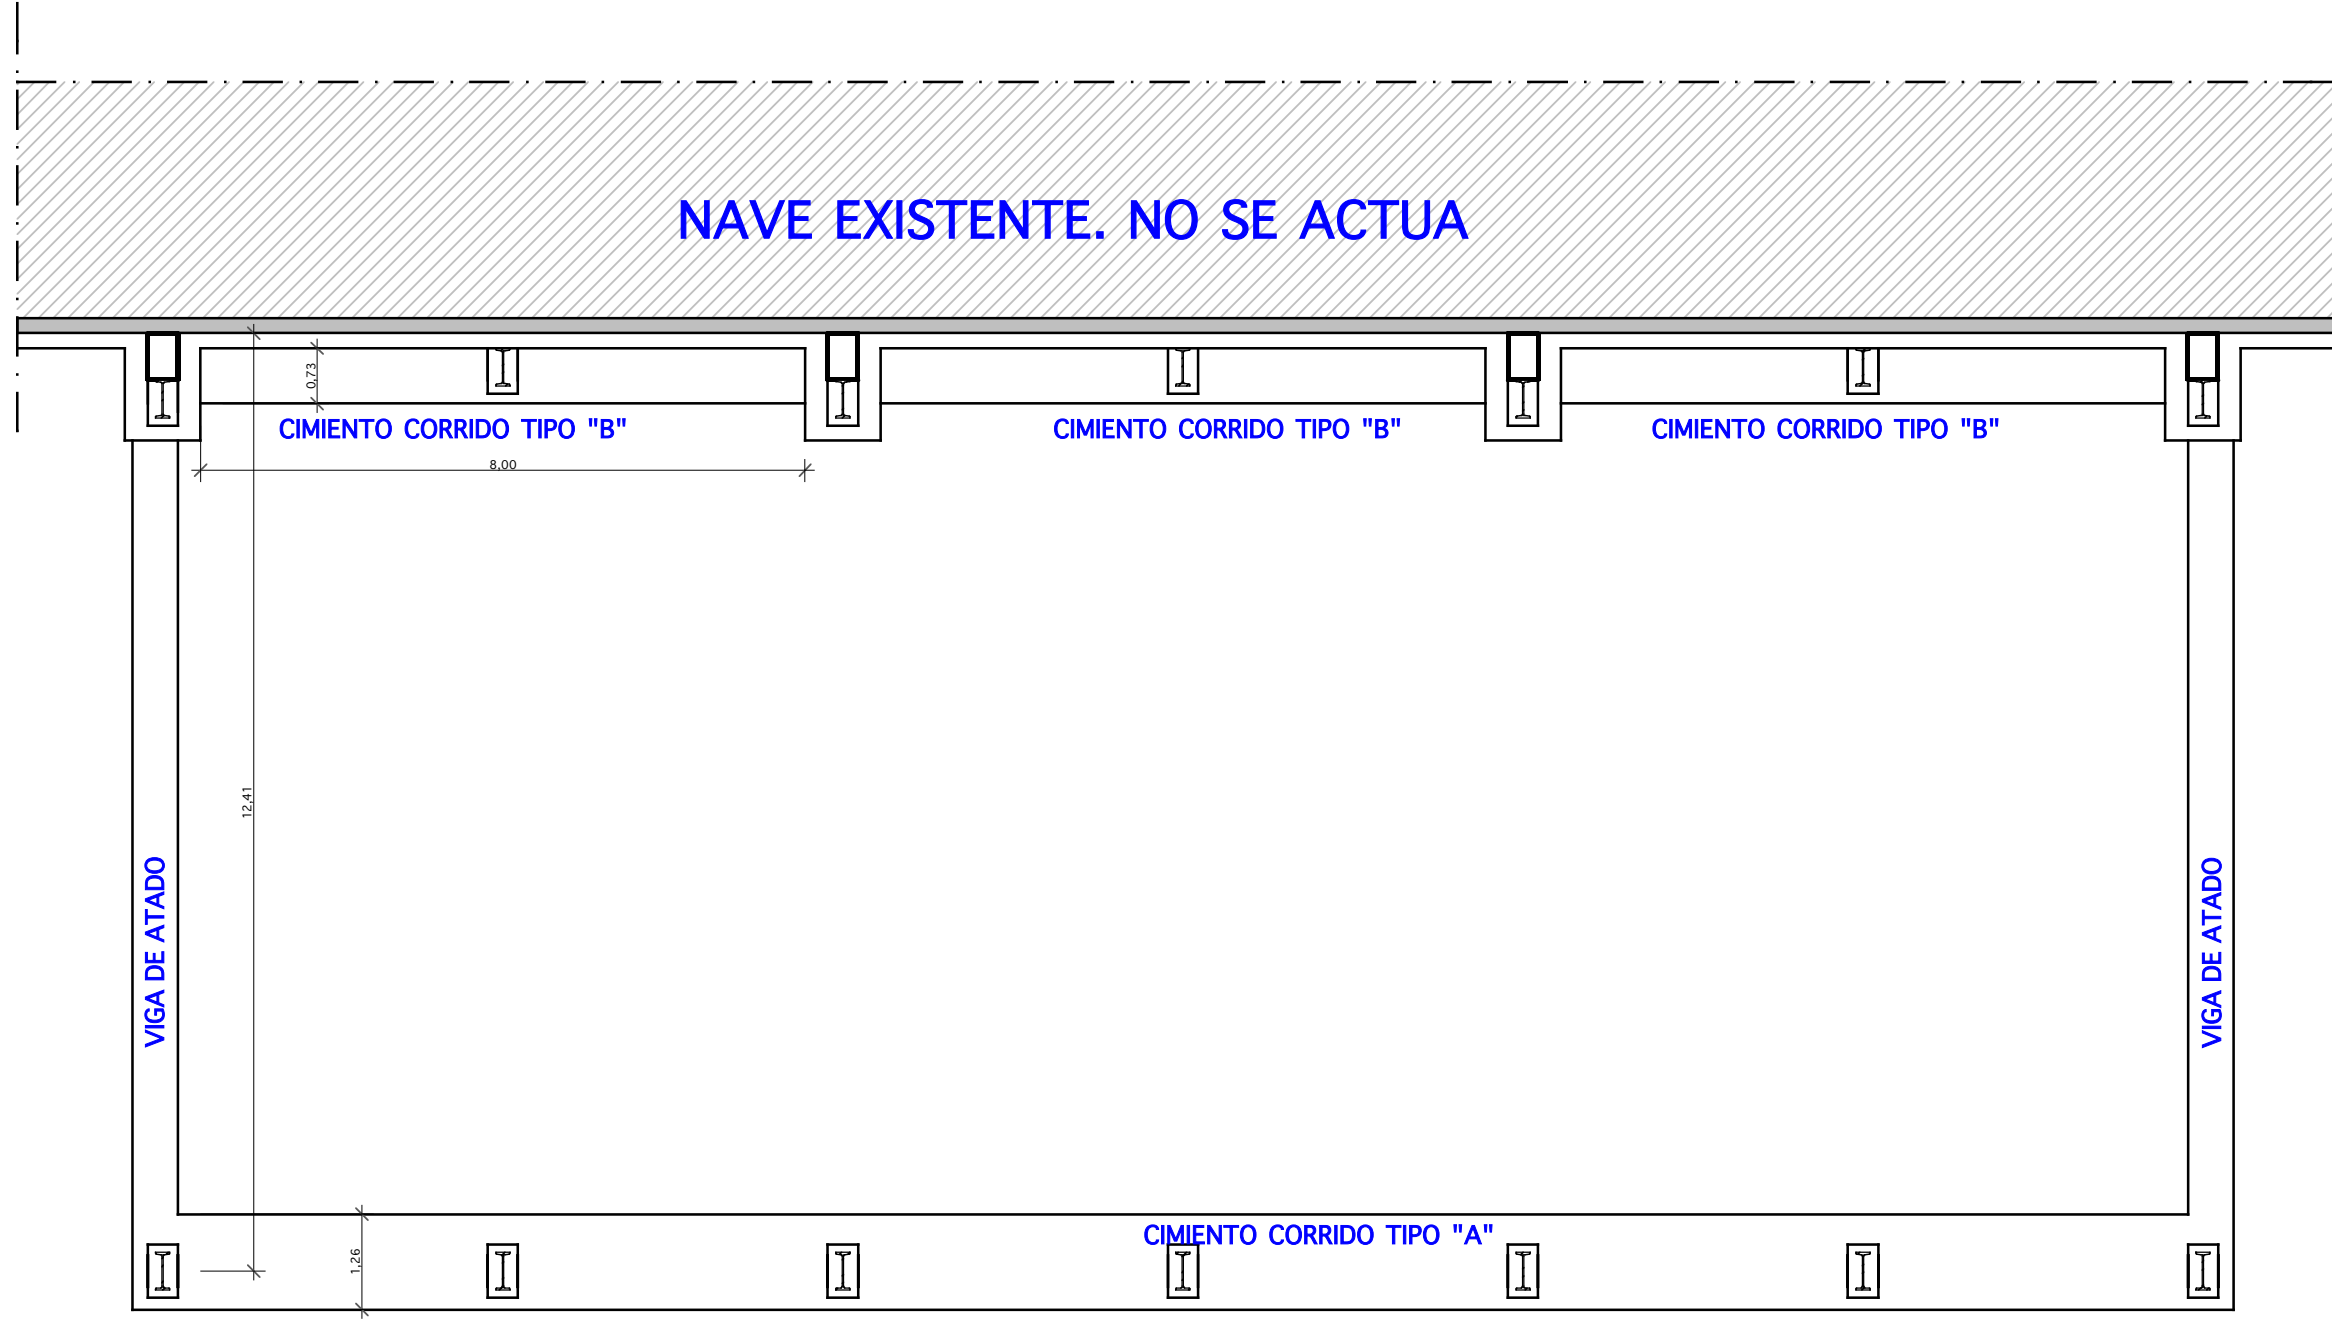 NAVE EXISTENTE. NO SE ACTUA
0,73
CIMIENTO CORRIDO TIPO "B"
CIMIENTO CORRIDO TIPO "B"
CIMIENTO CORRIDO TIPO "B"
8,00
12,41
VIGA DE ATADO
VIGA DE ATADO
CIMIENTO CORRIDO TIPO "A"
1,26